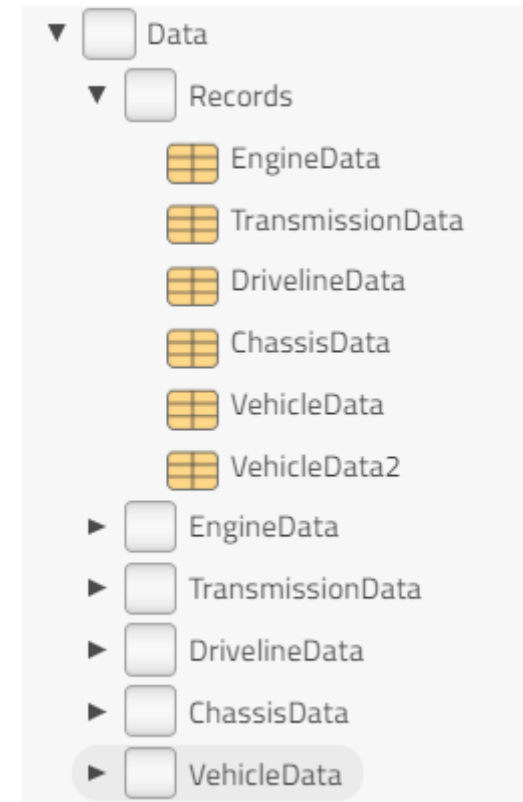 Data
Records
EngineData
TransmissionData
DrivelineData
ChassisData
VehicleData
VehicleData2
EngineData
TransmissionData
DrivelineData
ChassisData
VehicleData